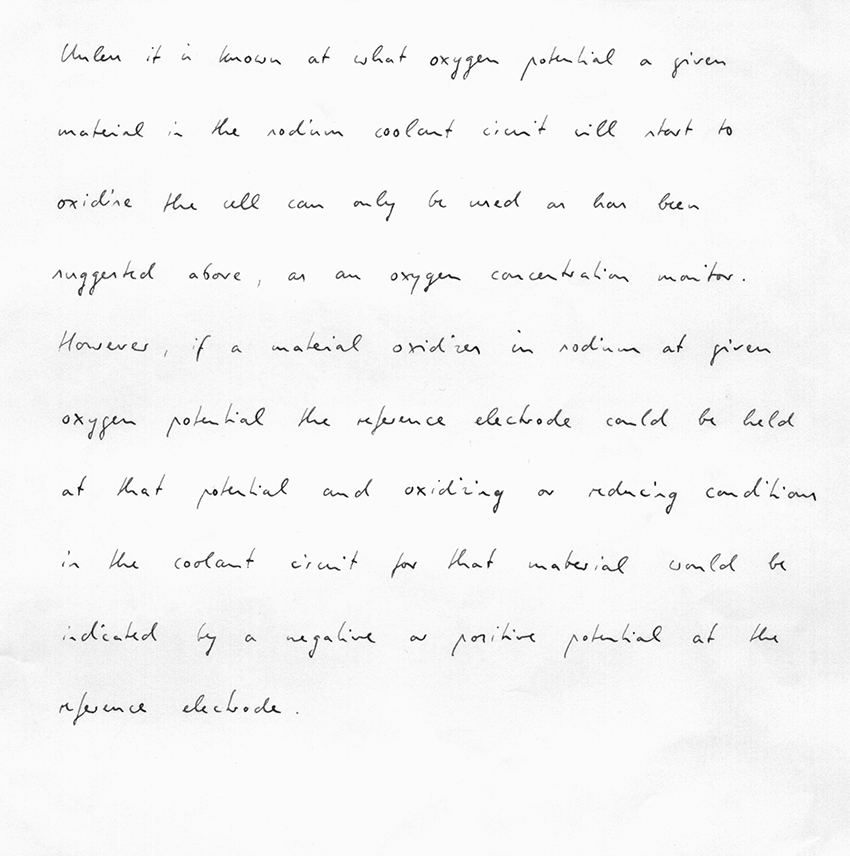 Unless it is known at what oxygen potential a given
material in the sodium coolant circuit will start to
oxidise the cell can only be used as has been
suggested above, as an oxygen concentration monitor.
However, if a material oxidizes in sodium at given
oxygen potential the reference electrode could be held
at that potential and oxidizing or reducing conditions
in the coolant circuit for that material would be
indicated by a negative or positive potential at the
reference electrode.